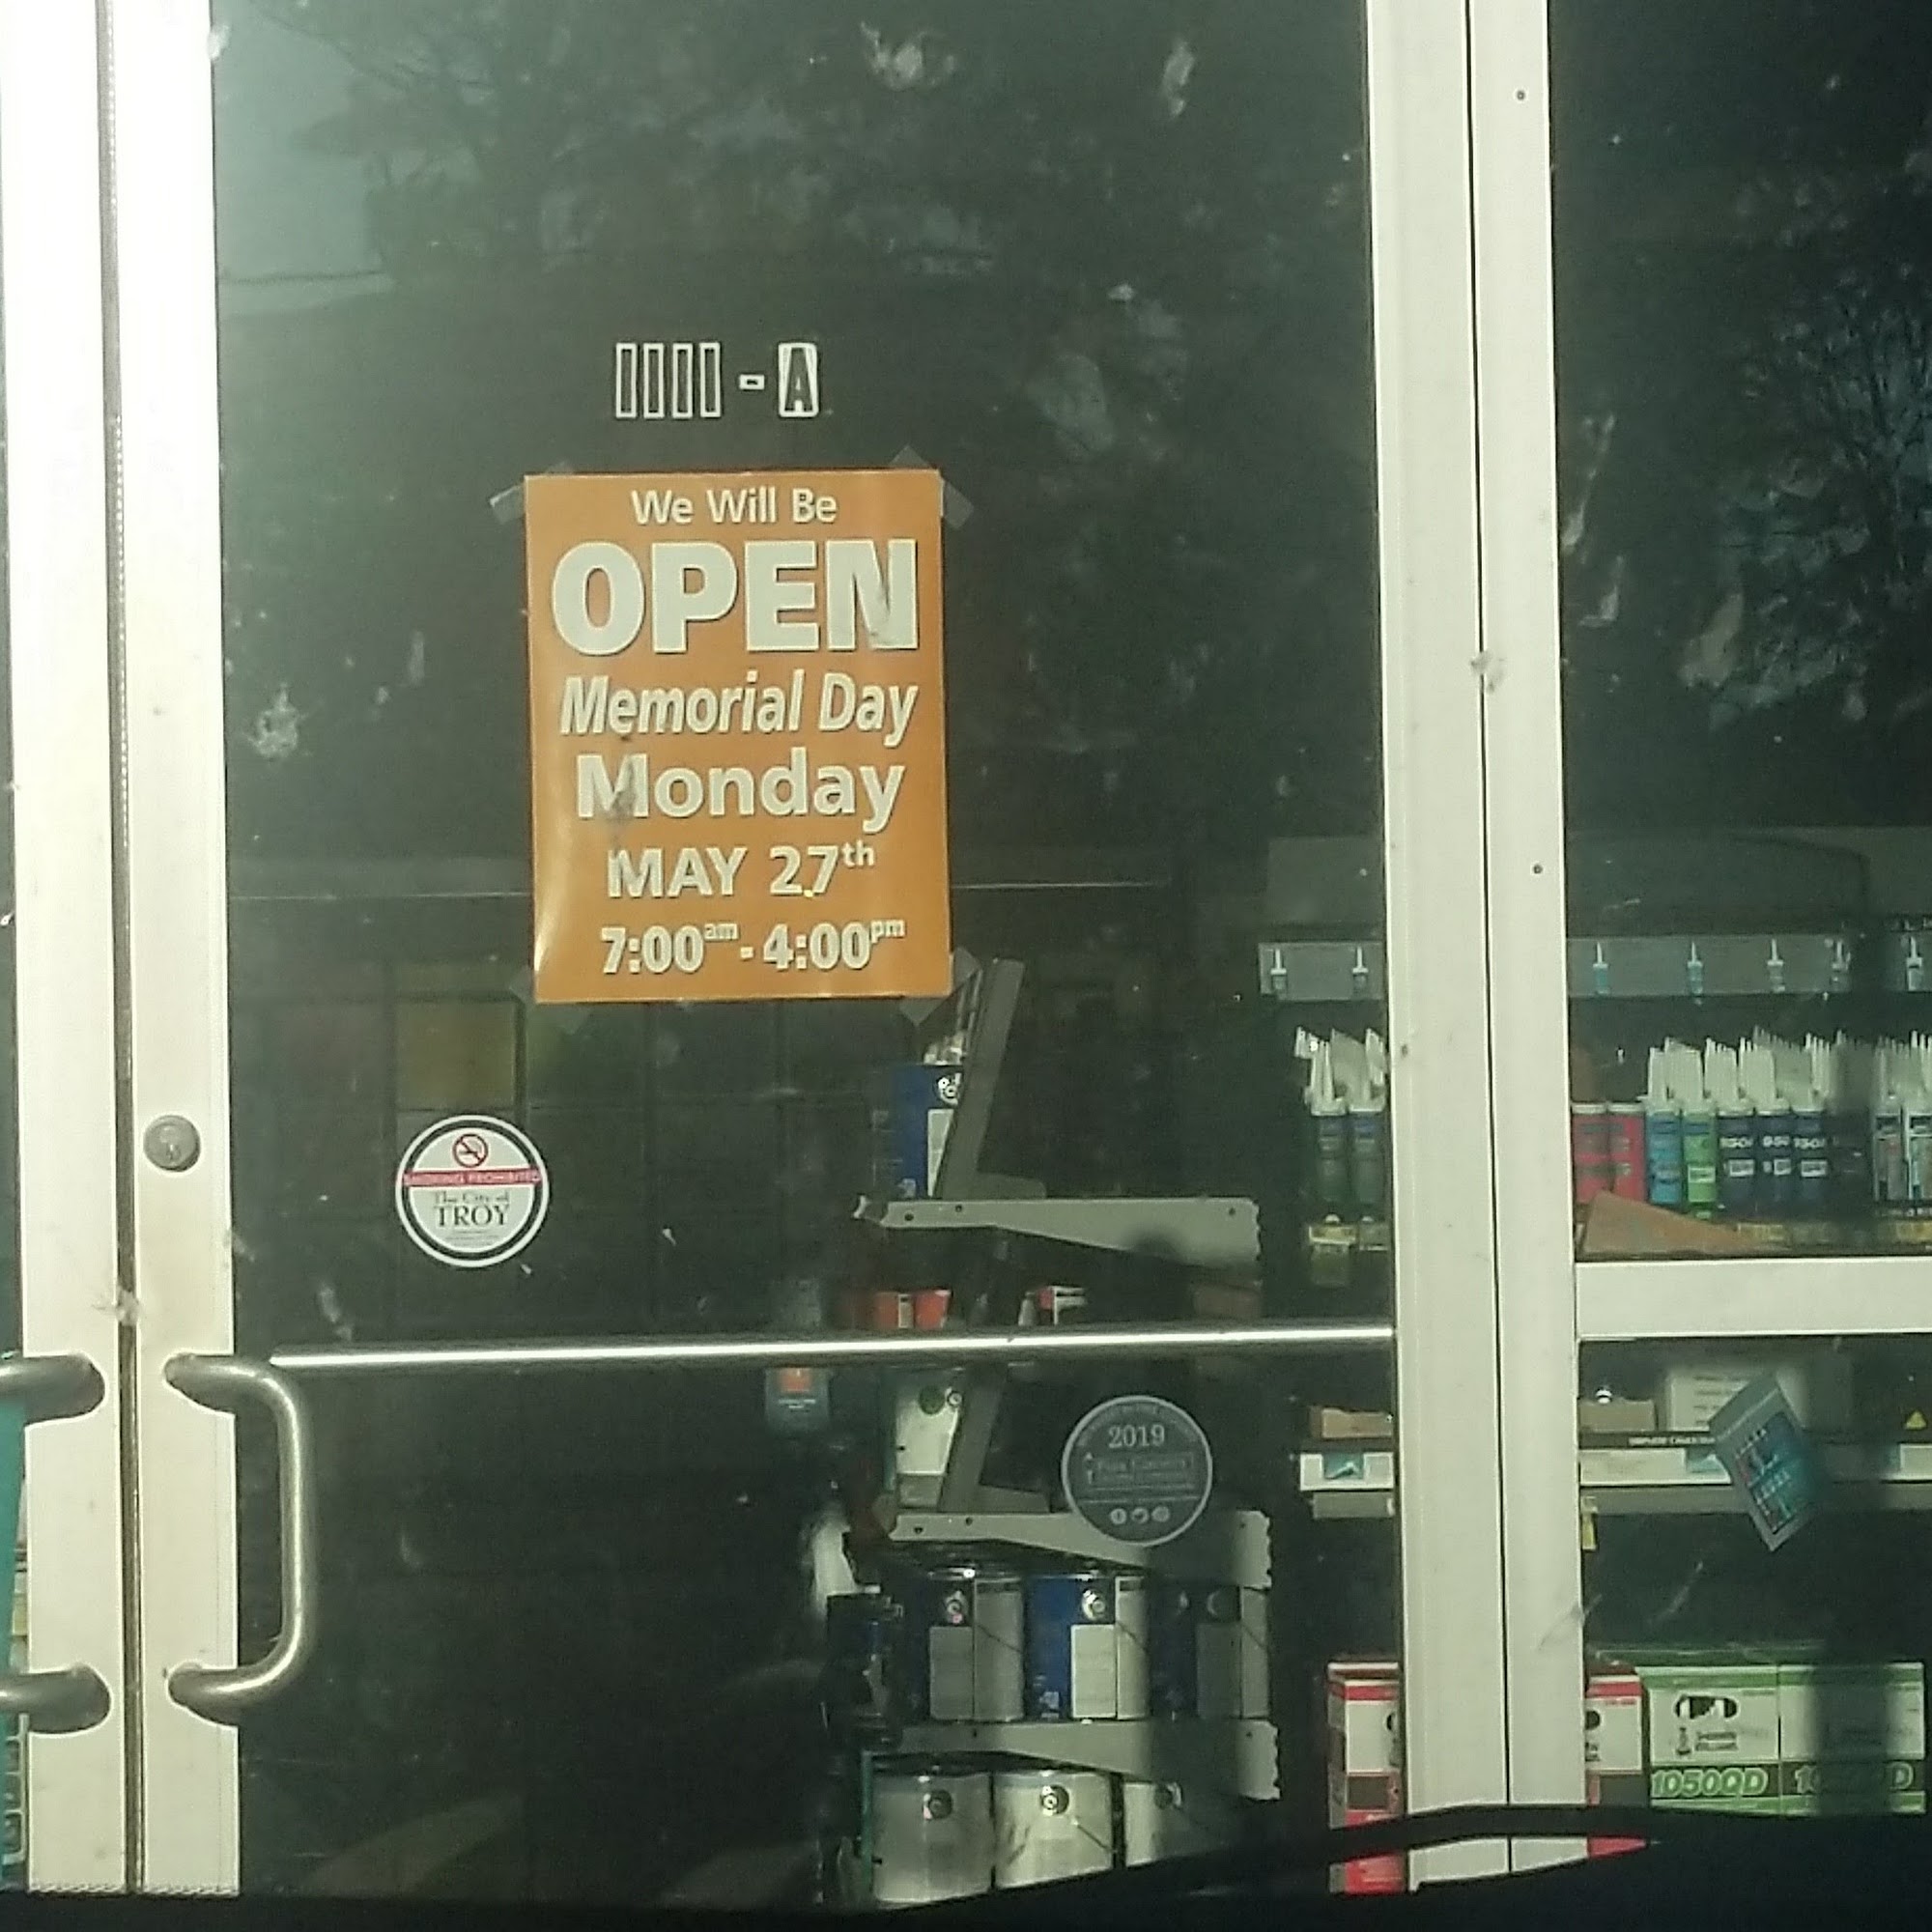 1111-A
We Will Be
OPEN
Memorial Day
Monday
MAY 27th
7:00am - 4:00pm
SMOKING PROHIBITED
The City of
TROY
2019
1050QD